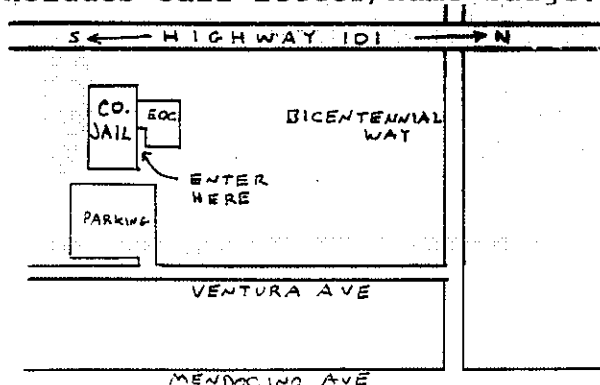 S ← HIGHWAY 101 → N
CO.
JAIL
EOC
BICENTENNIAL
WAY
ENTER
HERE
PARKING
VENTURA AVE
MENDOCINO AVE